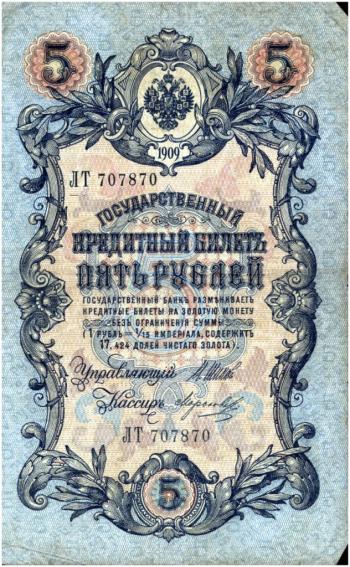 5 5
1909
ЛТ 707870
ГОСУДАРСТВЕННЫЙ
КРЕДИТНЫЙ БИЛЕТЪ
ПЯТЬ РУБЛЕЙ
ГОСУДАРСТВЕННЫЙ БАНКЪ РАЗМѢНИВАЕТЪ
КРЕДИТНЫЕ БИЛЕТЫ НА ЗОЛОТУЮ МОНЕТУ
БЕЗЪ ОГРАНИЧЕНІЯ СУММЫ
(1 РУБЛЬ = 1/15 ИМПЕРІАЛА, СОДЕРЖИТЪ
17,424 ДОЛЕЙ ЧИСТАГО ЗОЛОТА).
Управляющій
Кассиръ
ЛТ 707870
5